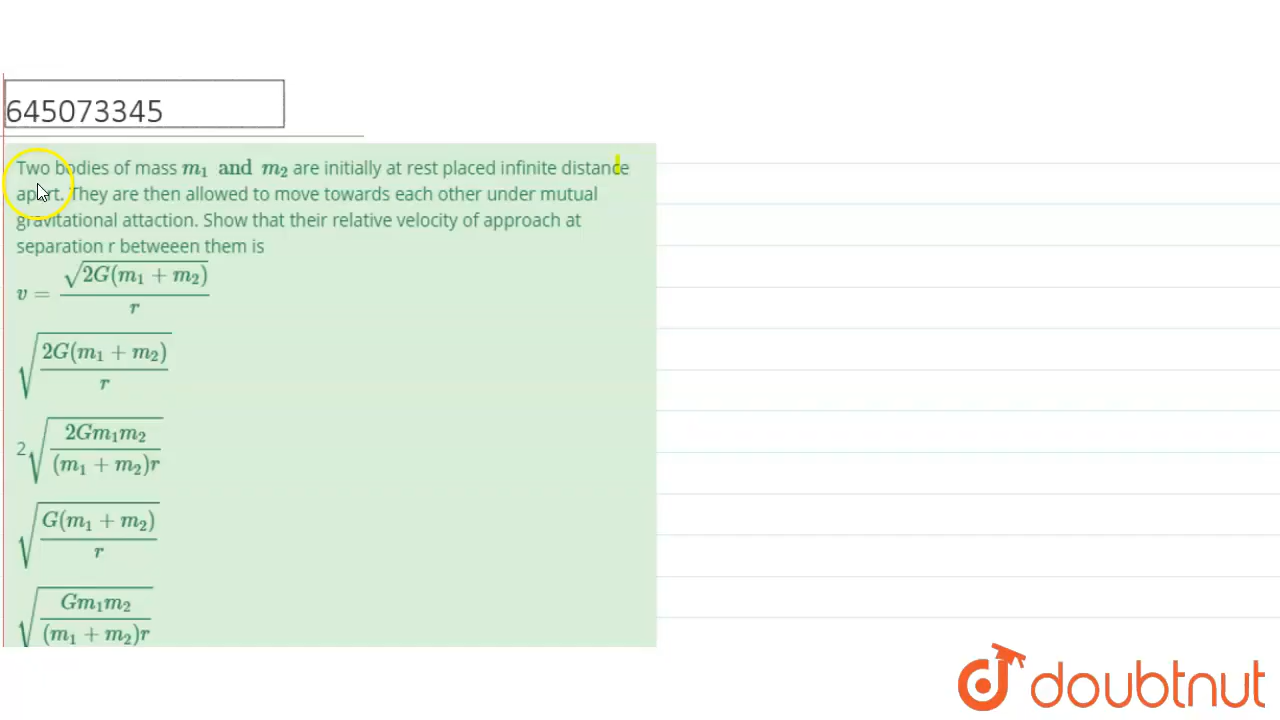 645073345
Two bodies of mass m₁ and m₂ are initially at rest placed infinite distance
apart. They are then allowed to move towards each other under mutual
gravitational attaction. Show that their relative velocity of approach at
separation r betweeen them is
v = √(2G(m₁ + m₂)) / r
√(2G(m₁ + m₂) / r)
2√(2Gm₁m₂ / (m₁ + m₂)r)
√(G(m₁ + m₂) / r)
√(Gm₁m₂ / (m₁ + m₂)r)
doubtnut